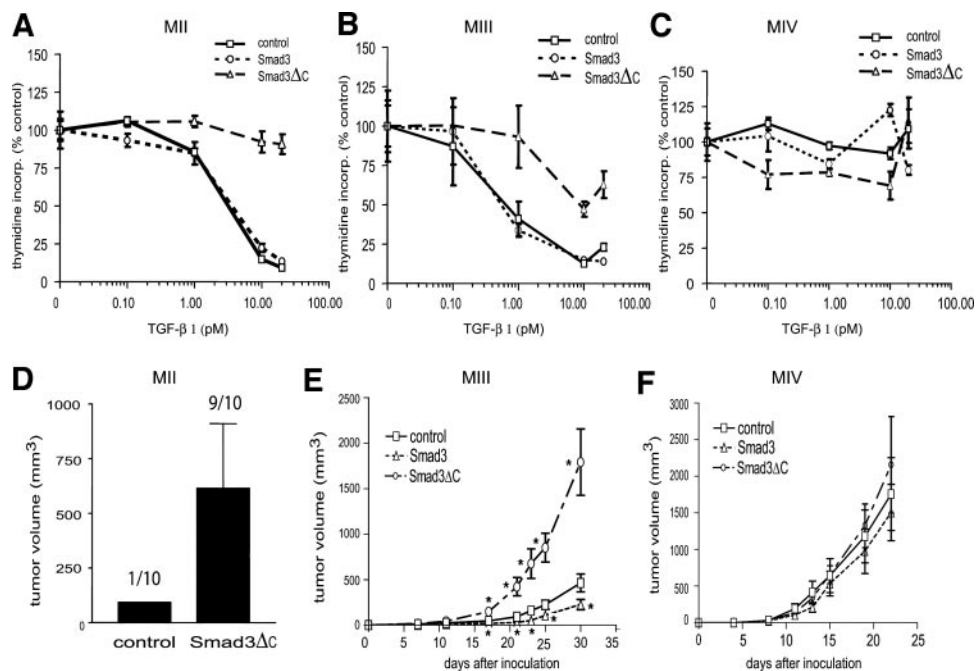 A
MII
control
Smad3
Smad3ΔC
thymidine incorp. (% control)
150
125
100
75
50
25
0
0
0.10
1.00
10.00
100.00
TGF-β 1 (pM)
B
MIII
control
Smad3
Smad3ΔC
thymidine incorp. (% control)
150
125
100
75
50
25
0
0
0.10
1.00
10.00
100.00
TGF-β 1 (pM)
C
MIV
control
Smad3
Smad3ΔC
thymidine incorp. (% control)
150
125
100
75
50
25
0
0
0.10
1.0
10.00
100.00
TGF-β 1 (pM)
D
MII
tumor volume (mm3)
1000
750
500
250
0
1/10
9/10
control
Smad3ΔC
E
MIII
control
Smad3
Smad3ΔC
tumor volume (mm3)
2500
2000
1500
1000
500
0
* * * * *
* * * * *
0 5 10 15 20 25 30 35
days after inoculation
F
MIV
control
Smad3
Smad3ΔC
tumor volume (mm3)
3000
2500
2000
1500
1000
500
0
0 5 10 15 20 25
days after inoculation